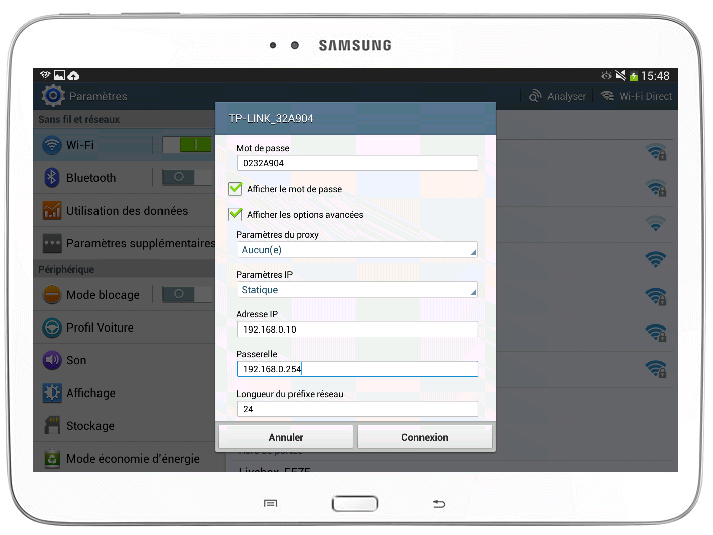 SAMSUNG
15:48
Paramètres
Analyser
Wi-Fi Direct
Sans fil et réseaux
Wi-Fi
Bluetooth
Utilisation des données
Paramètres supplémentaires
Périphérique
Mode blocage
Profil Voiture
Son
Affichage
Stockage
Mode économie d'énergie
TP-LINK_32A904
Mot de passe
0232A904
Afficher le mot de passe
Afficher les options avancées
Paramètres du proxy
Aucun(e)
Paramètres IP
Statique
Adresse IP
192.168.0.10
Passerelle
192.168.0.254
Longueur du préfixe réseau
24
Annuler
Connexion